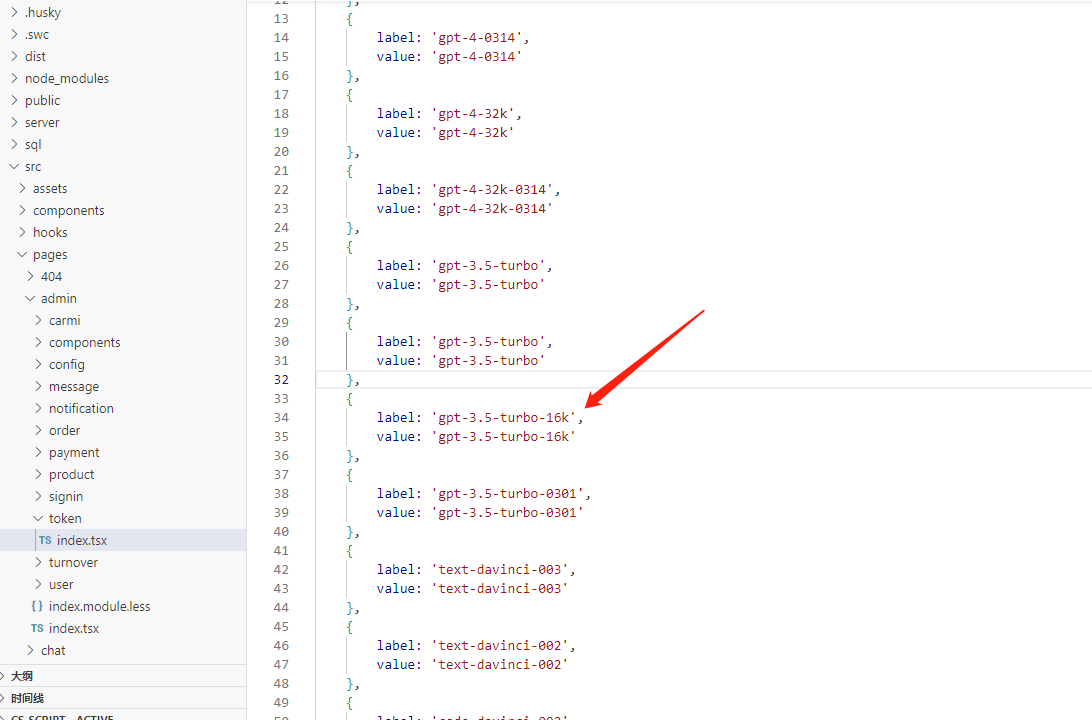 .husky
.swc
dist
node_modules
public
server
sql
src
assets
components
hooks
pages
404
admin
carmi
components
config
message
notification
order
payment
product
signin
token
TS index.tsx
turnover
user
{} index.module.less
TS index.tsx
chat
大纲
时间线
CS-SCRIPT - ACTIVE
12 },
13 {
14 label: 'gpt-4-0314',
15 value: 'gpt-4-0314'
16 },
17 {
18 label: 'gpt-4-32k',
19 value: 'gpt-4-32k'
20 },
21 {
22 label: 'gpt-4-32k-0314',
23 value: 'gpt-4-32k-0314'
24 },
25 {
26 label: 'gpt-3.5-turbo',
27 value: 'gpt-3.5-turbo'
28 },
29 {
30 label: 'gpt-3.5-turbo',
31 value: 'gpt-3.5-turbo'
32 },
33 {
34 label: 'gpt-3.5-turbo-16k',
35 value: 'gpt-3.5-turbo-16k'
36 },
37 {
38 label: 'gpt-3.5-turbo-0301',
39 value: 'gpt-3.5-turbo-0301'
40 },
41 {
42 label: 'text-davinci-003',
43 value: 'text-davinci-003'
44 },
45 {
46 label: 'text-davinci-002',
47 value: 'text-davinci-002'
48 },
49 {
50 label: 'code-davinci-002',